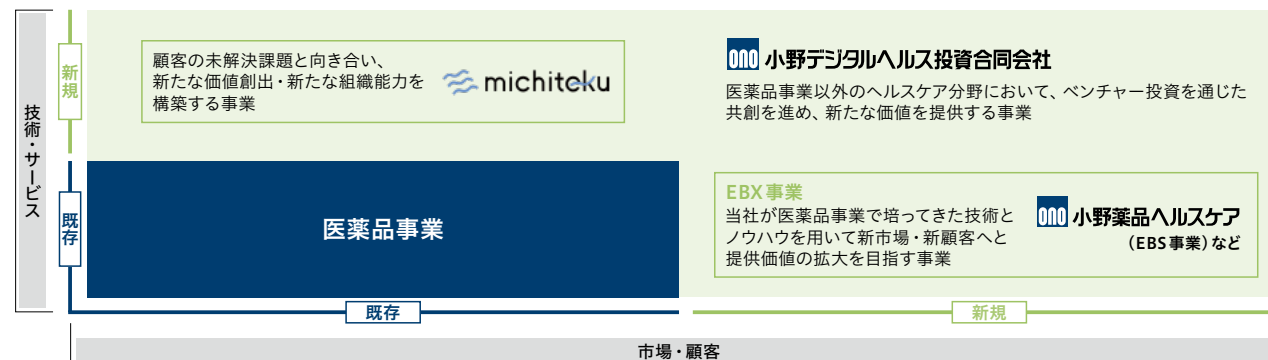 技術・サービス
新規
顧客の未解決課題と向き合い、
新たな価値創出・新たな組織能力を
構築する事業
michiteku
ono 小野デジタルヘルス投資合同会社
医薬品事業以外のヘルスケア分野において、ベンチャー投資を通じた
共創を進め、新たな価値を提供する事業
既存
医薬品事業
EBX事業
当社が医薬品事業で培ってきた技術と
ノウハウを用いて新市場・新顧客へと
提供価値の拡大を目指す事業
ono 小野薬品ヘルスケア
（EBS事業）など
既存
新規
市場・顧客